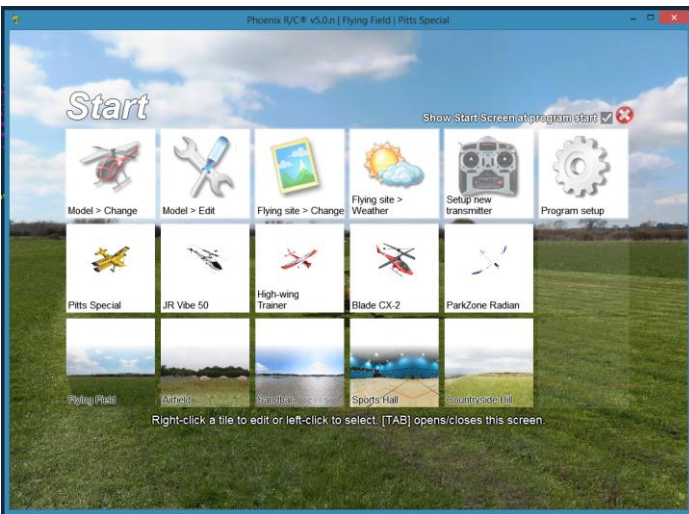 Phoenix R/C® v5.0.n | Flying Field | Pitts Special
Start
Show Start Screen at program start
Model > Change
Model > Edit
Flying site > Change
Flying site >
Weather
Setup new
transmitter
Program setup
Pitts Special
JR Vibe 50
High-wing
Trainer
Blade CX-2
ParkZone Radian
Flying Field
Airfield
Sandbar
Sports Hall
Countryside Hill
Right-click a tile to edit or left-click to select. [TAB] opens/closes this screen.